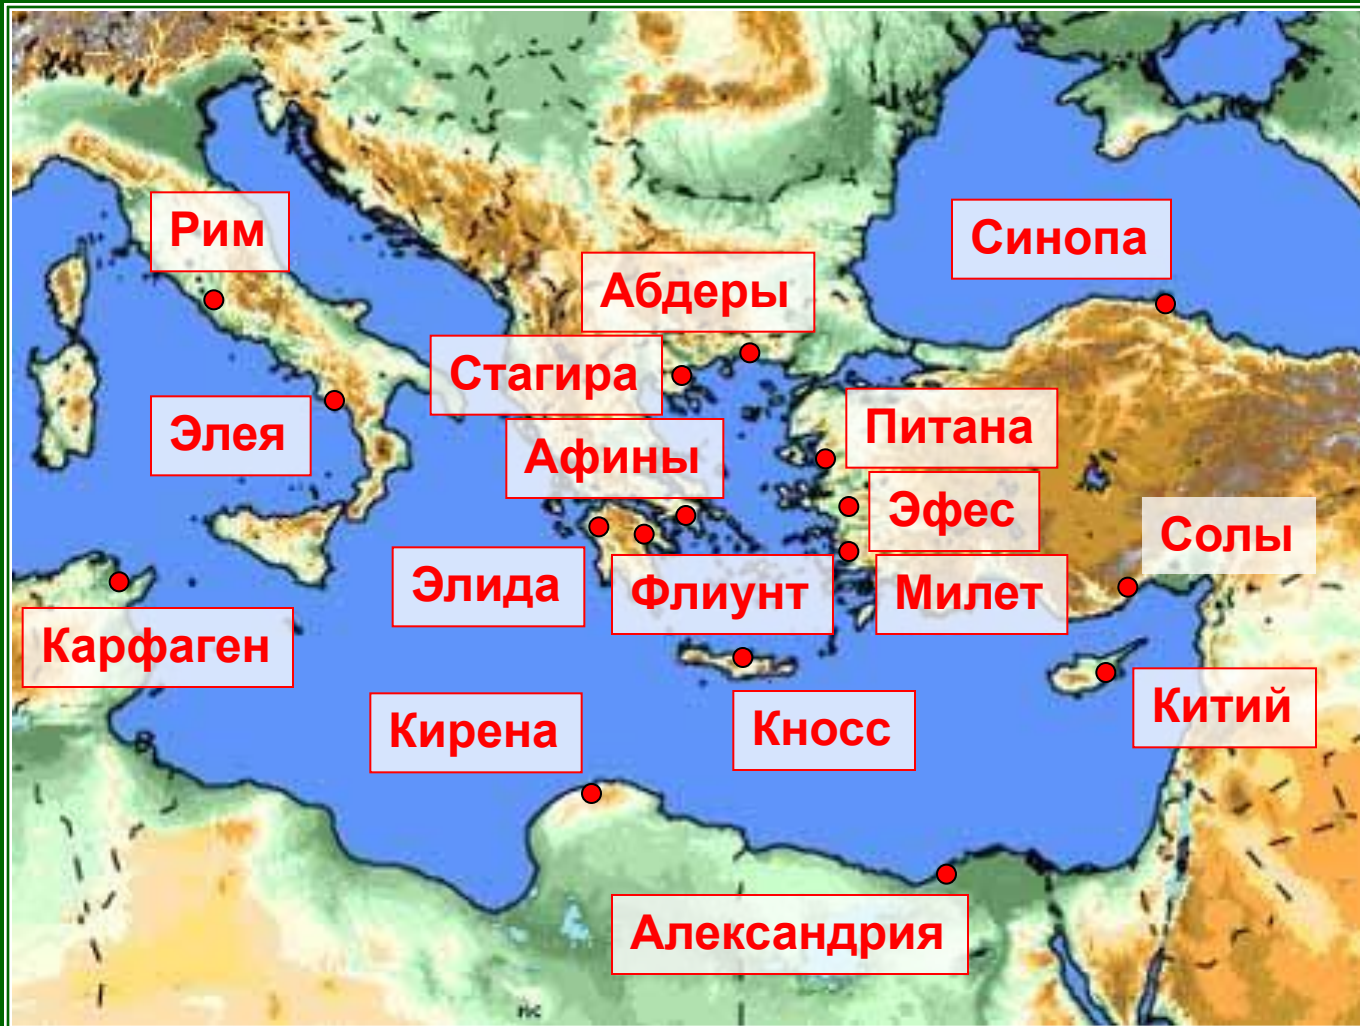 Рим
Синопа
Абдеры
Стагира
Питана
Элея
Афины
Эфес
Солы
Элида
Флиунт
Милет
Карфаген
Китий
Кирена
Кносс
Александрия